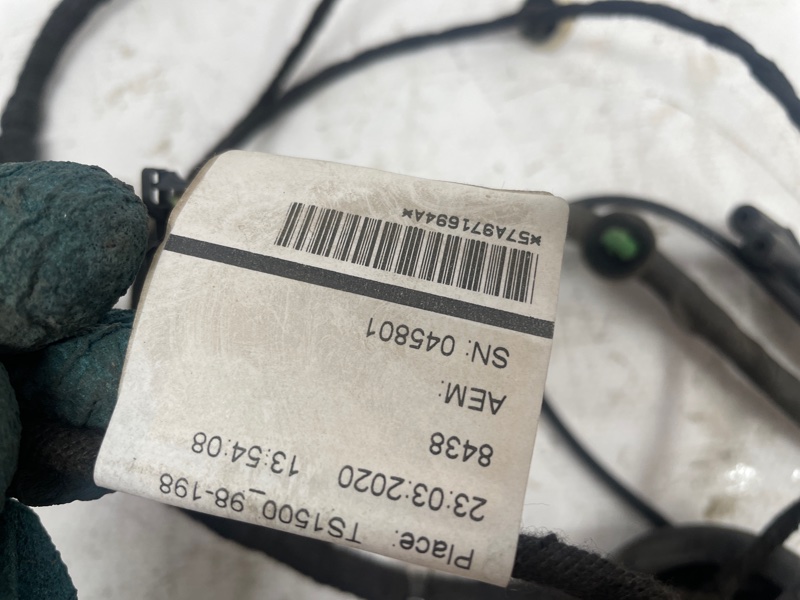 Place: TS1500_98-198
23:03:2020 13:54:08
8438
AEM:
SN: 045801
*57A971694A*